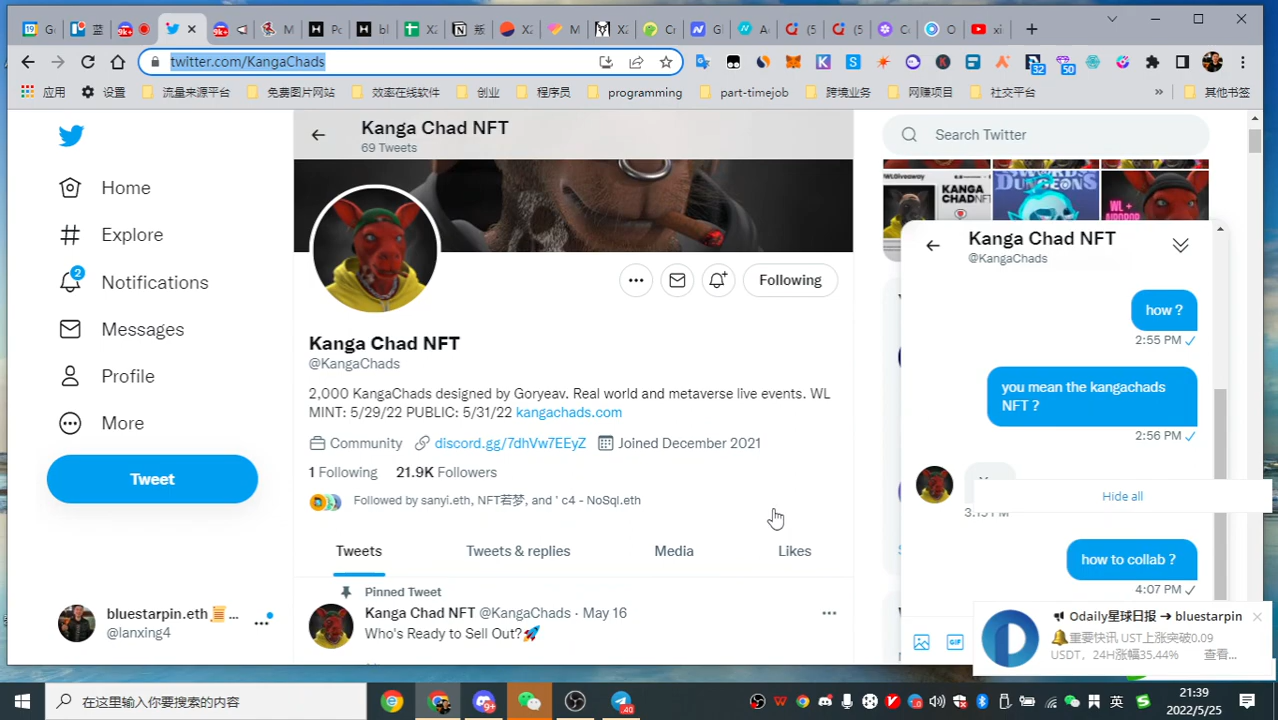 twitter.com/KangaChads
应用
设置
流量来源平台
免费图片网站
效率在线软件
创业
程序员
programming
part-timejob
跨境业务
网赚项目
社交平台
»
其他书签
Home
Explore
2
Notifications
Messages
Profile
More
Tweet
bluestarpin.eth
@lanxing4
Kanga Chad NFT
69 Tweets
Following
Kanga Chad NFT
@KangaChads
2,000 KangaChads designed by Goryeav. Real world and metaverse live events. WL
MINT: 5/29/22 PUBLIC: 5/31/22 kangachads.com
Community
discord.gg/7dhVw7EEyZ
Joined December 2021
1 Following 21.9K Followers
Followed by sanyi.eth, NFT若梦, and ' c4 - NoSql.eth
Tweets
Tweets & replies
Media
Likes
Pinned Tweet
Kanga Chad NFT @KangaChads · May 16
Who's Ready to Sell Out?🚀
Search Twitter
KANGA
CHADNFT
DUNGEONS
WL +
Kanga Chad NFT
@KangaChads
how ?
2:55 PM ✓
you mean the kangachads
NFT ?
2:56 PM ✓
Hide all
how to collab ?
4:07 PM ✓
GIF
Odaily星球日报 → bluestarpin
🔔重要快讯 UST上涨突破0.09
USDT，24H涨幅35.44% 查看...
32
50
在这里输入你要搜索的内容
英
21:39
2022/5/25